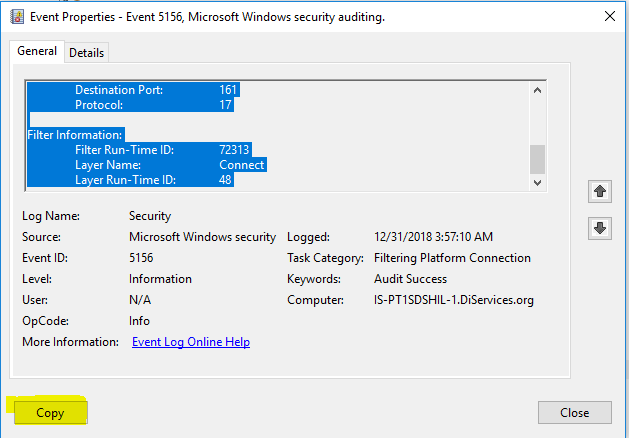 Event Properties - Event 5156, Microsoft Windows security auditing.
General Details
Destination Port: 161
Protocol: 17
Filter Information:
Filter Run-Time ID: 72313
Layer Name: Connect
Layer Run-Time ID: 48
Log Name: Security
Source: Microsoft Windows security Logged: 12/31/2018 3:57:10 AM
Event ID: 5156 Task Category: Filtering Platform Connection
Level: Information Keywords: Audit Success
User: N/A Computer: IS-PT1SDSHIL-1.DiServices.org
OpCode: Info
More Information: Event Log Online Help
Copy Close